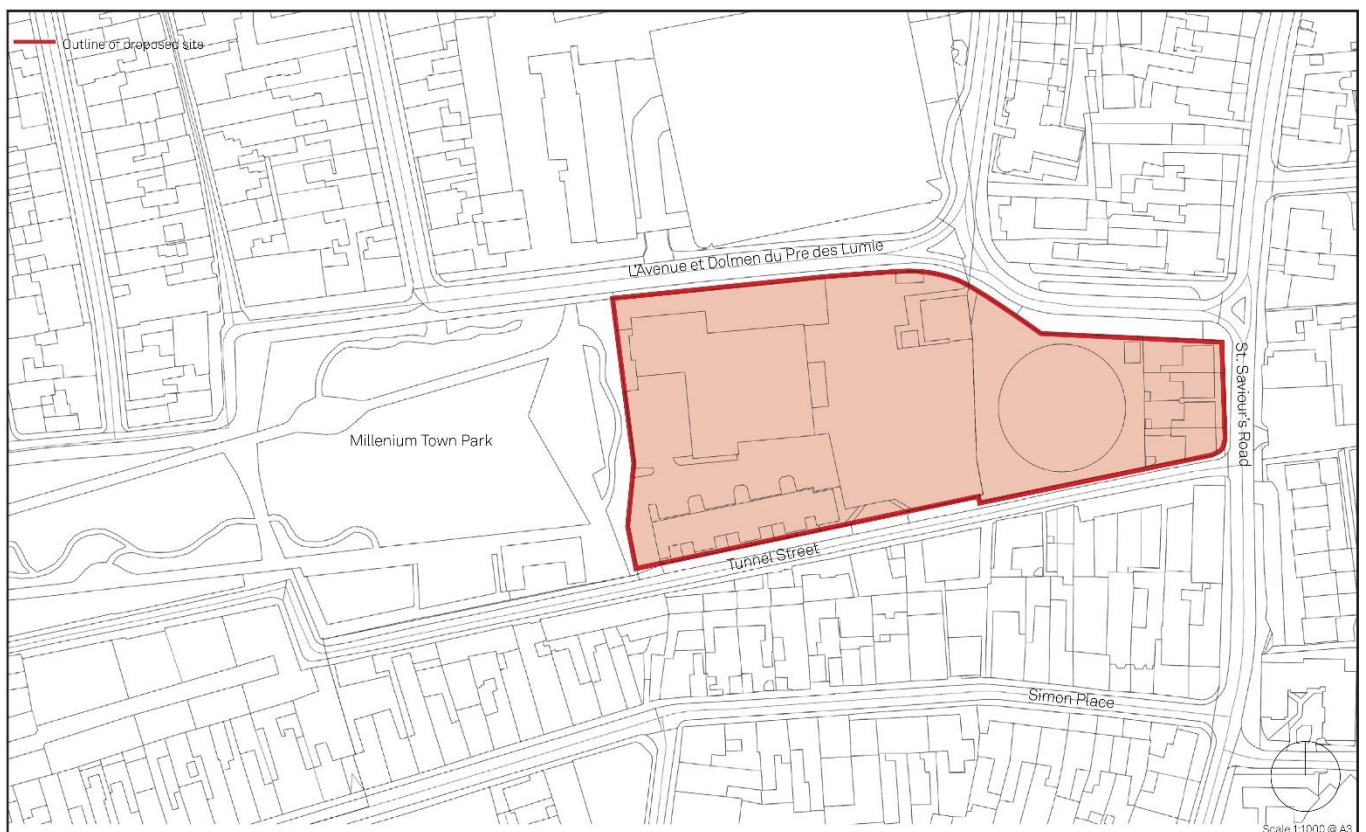 Outline of proposed site
L'Avenue et Dolmen du Pre des Lumie
St. Saviour's Road
Millenium Town Park
Tunnel Street
Simon Place
Scale 1:1000 @ A3